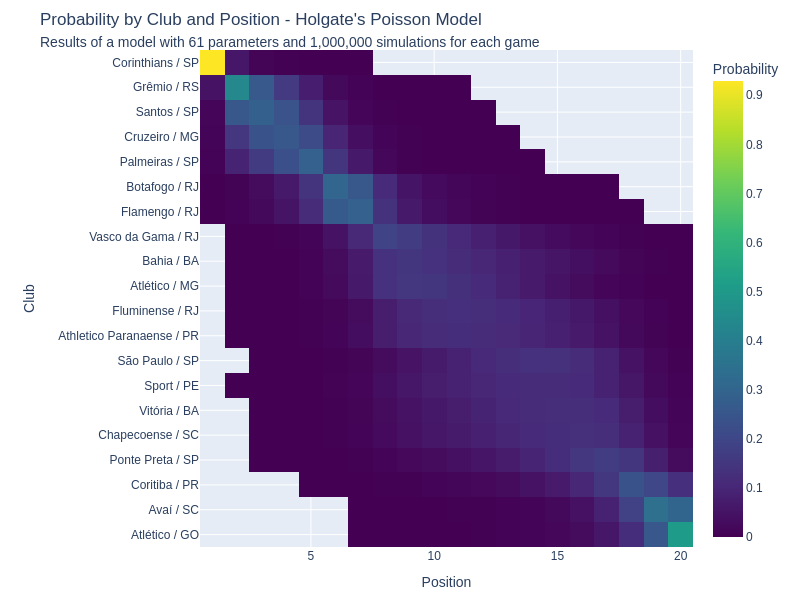 Probability by Club and Position - Holgate's Poisson Model
Results of a model with 61 parameters and 1,000,000 simulations for each game
Corinthians / SP
Grêmio / RS
Santos / SP
Cruzeiro / MG
Palmeiras / SP
Botafogo / RJ
Flamengo / RJ
Vasco da Gama / RJ
Bahia / BA
Atlético / MG
Fluminense / RJ
Athletico Paranaense / PR
São Paulo / SP
Sport / PE
Vitória / BA
Chapecoense / SC
Ponte Preta / SP
Coritiba / PR
Avaí / SC
Atlético / GO
Club
5
10
15
20
Position
Probability
0.9
0.8
0.7
0.6
0.5
0.4
0.3
0.2
0.1
0